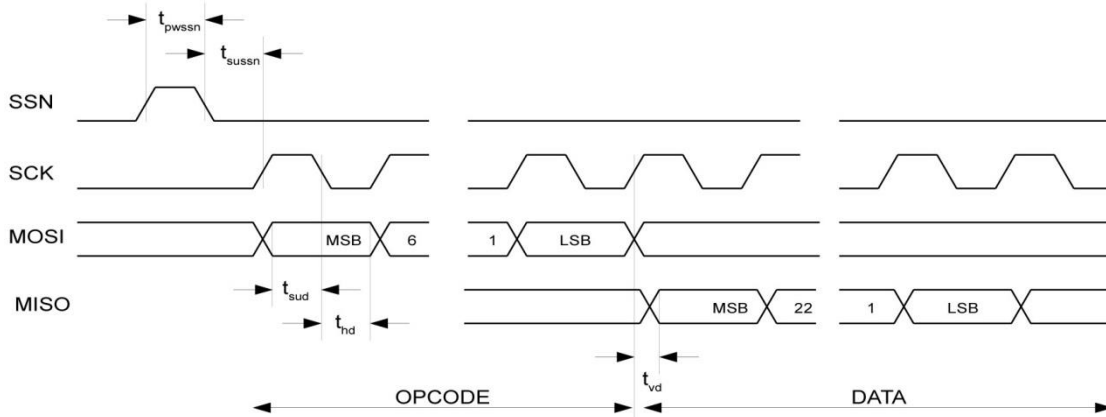 tpwssn
tsussn
SSN
SCK
MOSI MSB 6 1 LSB
tsud
MISO MSB 22 1 LSB
thd
tvd
OPCODE DATA